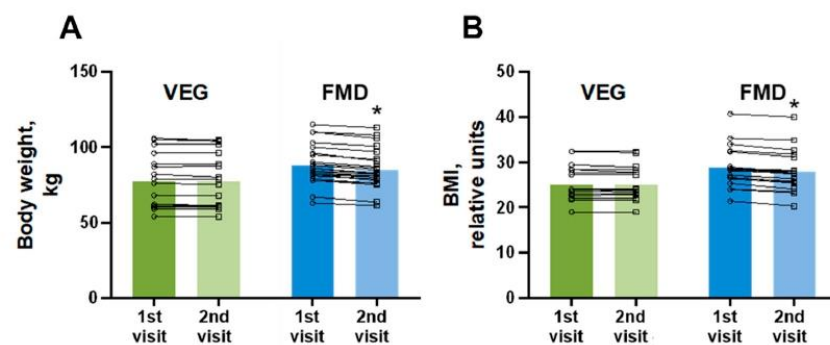 A
Body weight,
kg
150
100
50
0
VEG
FMD
*
1st
visit
2nd
visit
1st
visit
2nd
visit
B
BMI,
relative units
50
40
30
20
10
0
VEG
FMD
*
1st
visit
2nd
visit
1st
visit
2nd
visit